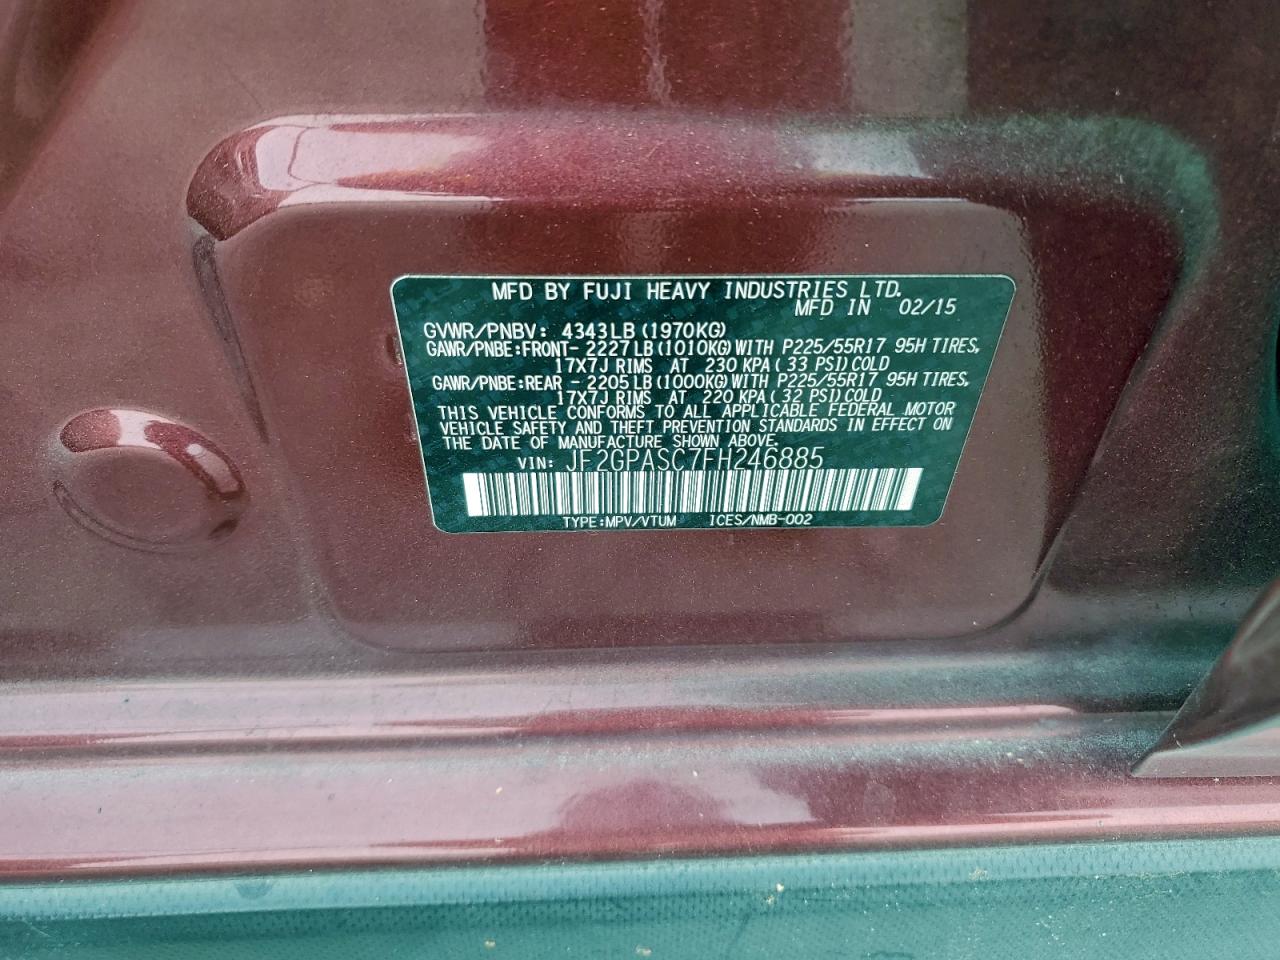 MFD BY FUJI HEAVY INDUSTRIES LTD.
MFD IN 02/15
GVWR/PNBV: 4343LB(1970KG)
GAWR/PNBE:FRONT- 2227LB(1010KG)WITH P225/55R17 95H TIRES,
17X7J RIMS AT 230 KPA(33 PSI)COLD
GAWR/PNBE:REAR - 2205LB(1000KG)WITH P225/55R17 95H TIRES,
17X7J RIMS AT 220 KPA(32 PSI)COLD
THIS VEHICLE CONFORMS TO ALL APPLICABLE FEDERAL MOTOR
VEHICLE SAFETY AND THEFT PREVENTION STANDARDS IN EFFECT ON
THE DATE OF MANUFACTURE SHOWN ABOVE.
VIN: JF2GPASC7FH246885
TYPE:MPV/VTUM ICES/NMB-002